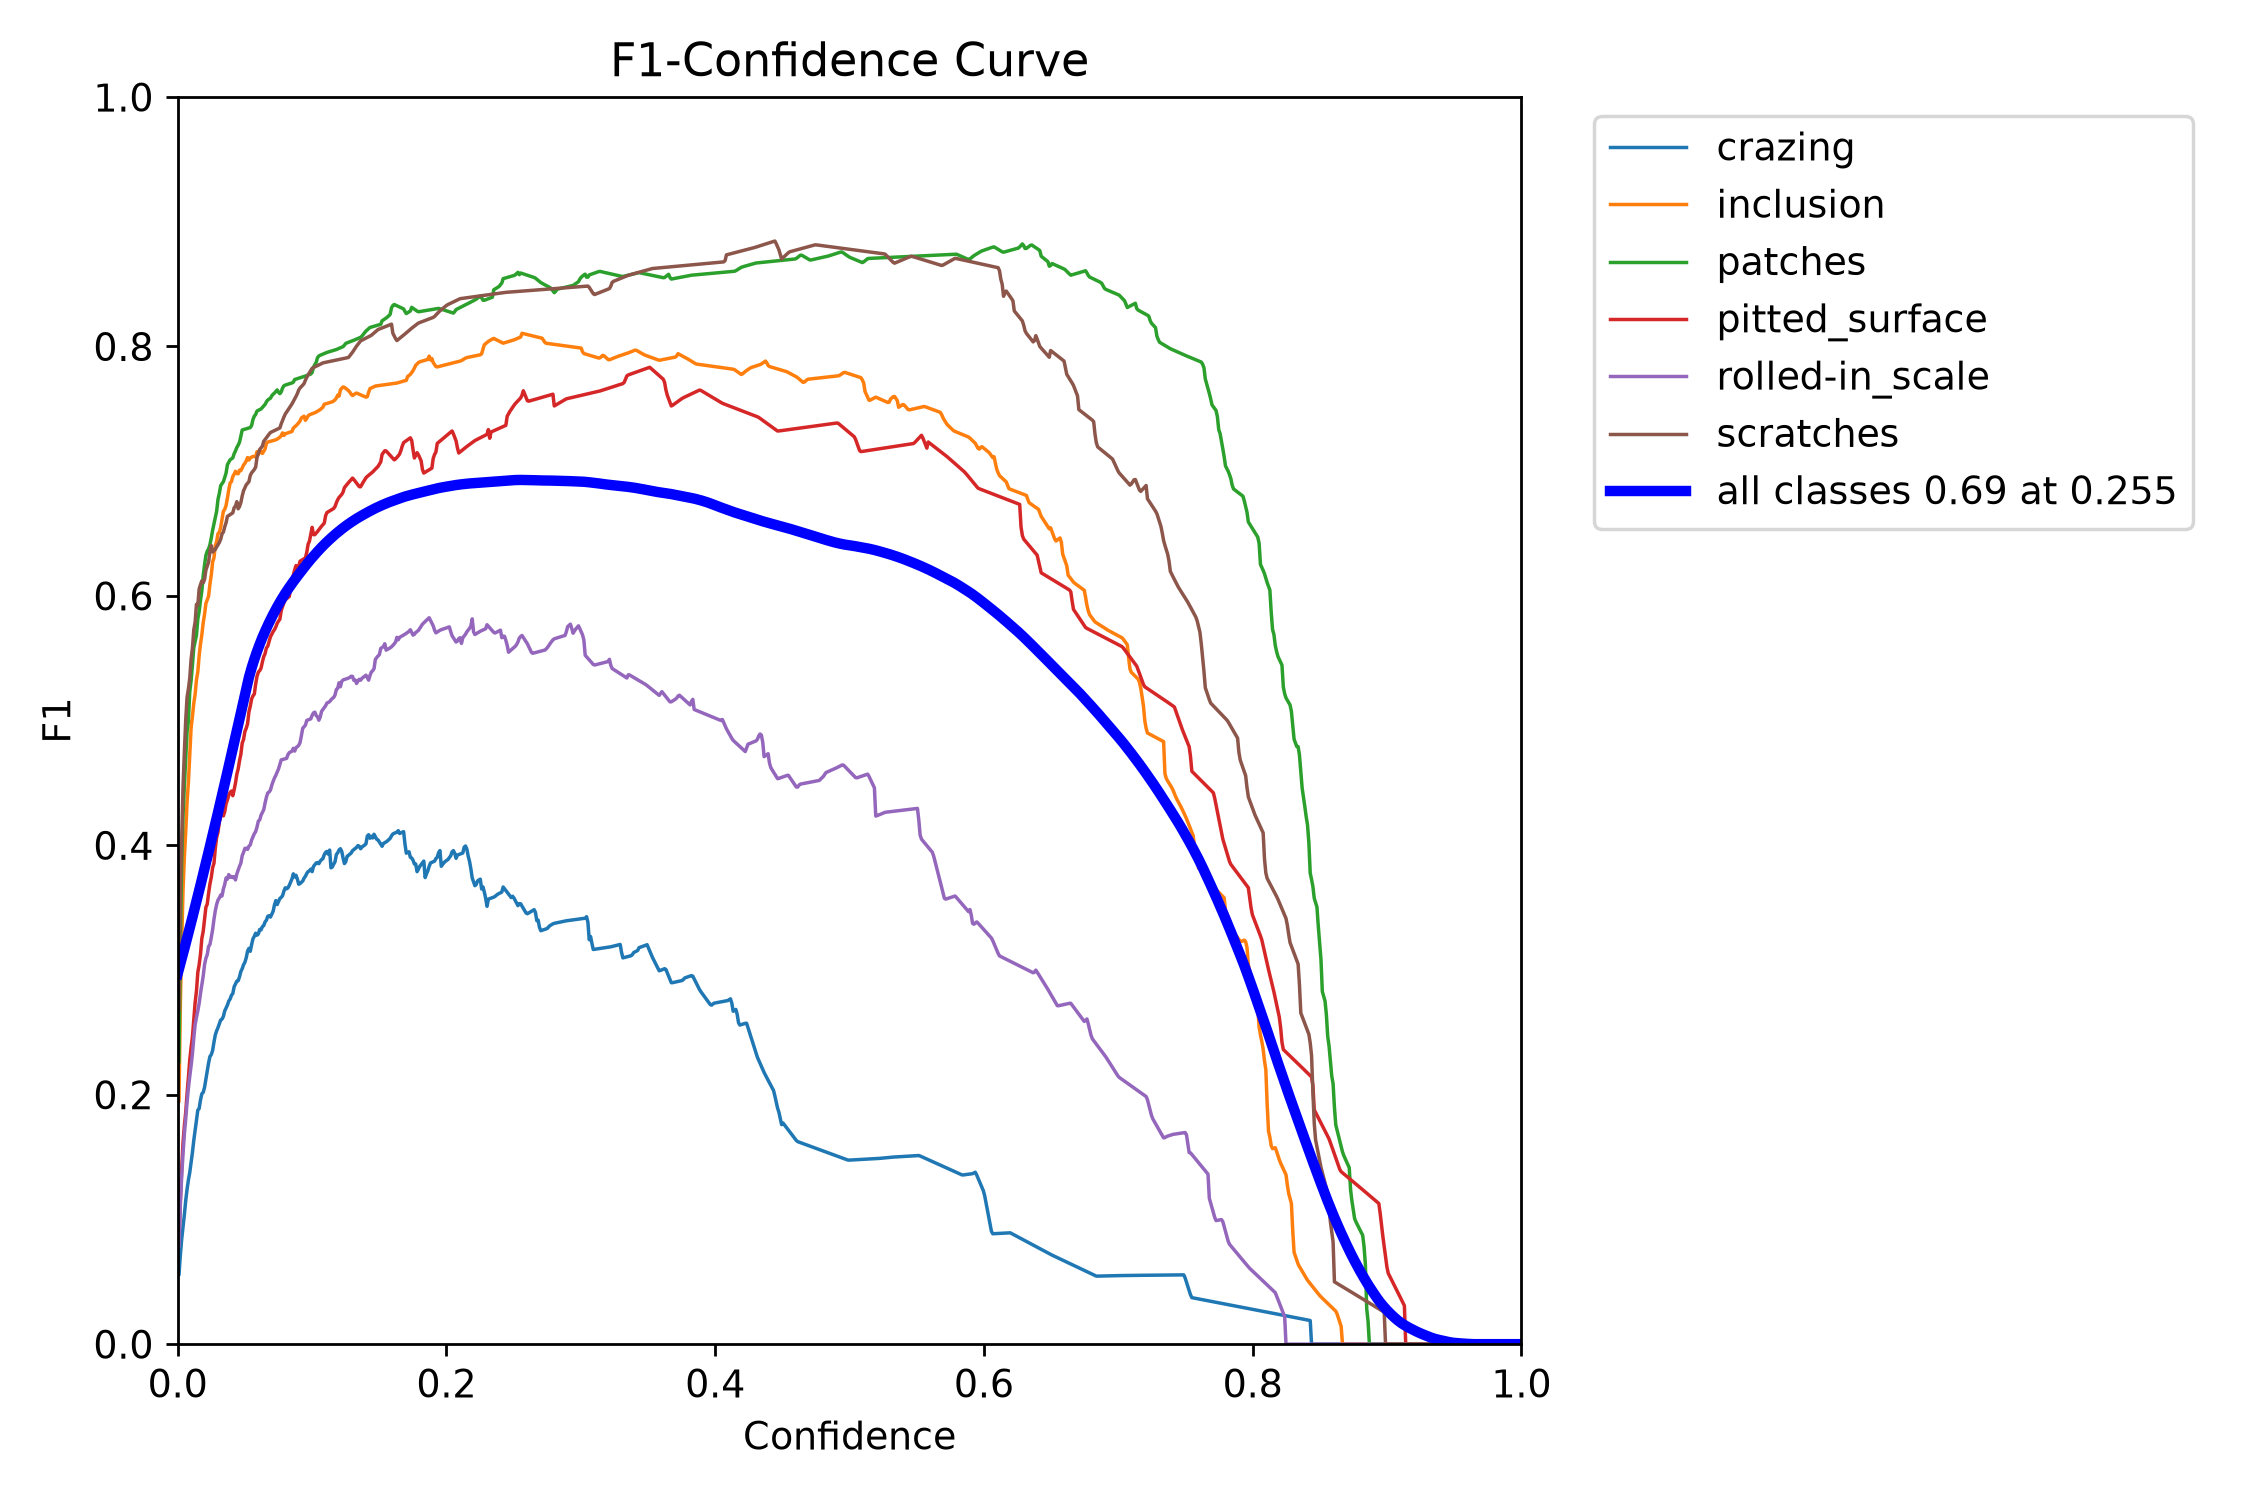 F1-Confidence Curve
1.0
0.8
0.6
0.4
0.2
0.0
F1
0.0 0.2 0.4 0.6 0.8 1.0
Confidence
crazing
inclusion
patches
pitted_surface
rolled-in_scale
scratches
all classes 0.69 at 0.255